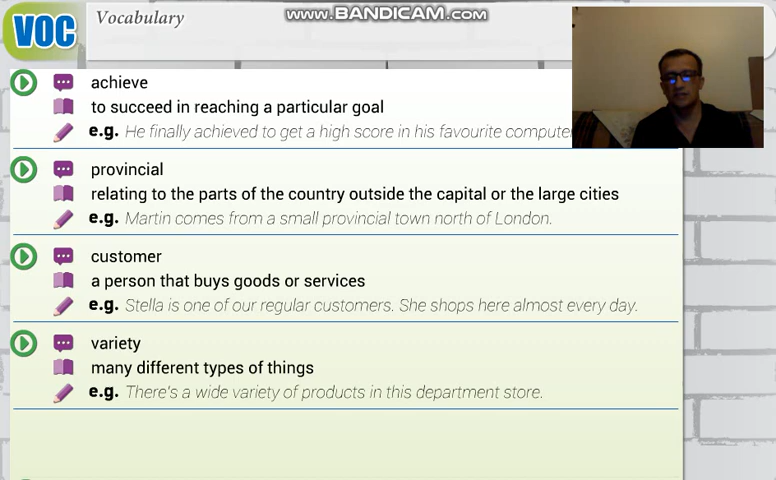 VOC
Vocabulary
www.BANDICAM.com
achieve
to succeed in reaching a particular goal
e.g. He finally achieved to get a high score in his favourite compute
provincial
relating to the parts of the country outside the capital or the large cities
e.g. Martin comes from a small provincial town north of London.
customer
a person that buys goods or services
e.g. Stella is one of our regular customers. She shops here almost every day.
variety
many different types of things
e.g. There's a wide variety of products in this department store.